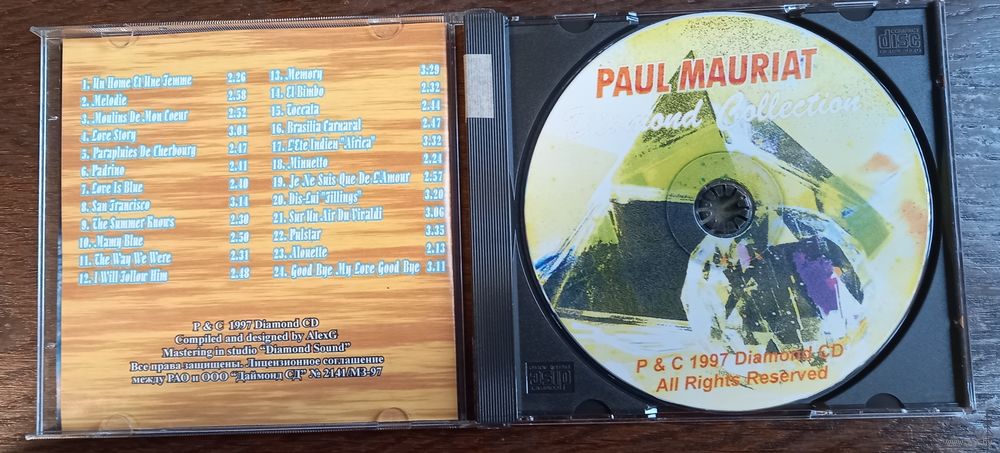 1. Un Home Et Une Femme 2:26
2. Melodie 2:58
3. Moulins De Mon Coeur 2:52
4. Love Story 3:04
5. Parapluies De Cherbourg 2:47
6. Padrino 2:41
7. Love Is Blue 2:40
8. San Francisco 3:14
9. The Summer Knows 2:30
10. Mamy Blue 2:50
11. The Way We Were 2:31
12. I Will Follow Him 2:48
13. Memory 3:29
14. El Bimbo 2:32
15. Toccata 2:44
16. Brasilia Carnaval 2:47
17. L'Ete Indien "Africa" 3:32
18. Minuetto 2:24
19. Je Ne Suis Que De L'Amour 2:57
20. Dis-Lui "Fillings" 3:20
21. Sur Un Air Du Vivaldi 3:06
22. Pulstar 3:35
23. Alouette 2:13
24. Good Bye My Love Good Bye 3:11
P & C 1997 Diamond CD
Compiled and designed by AlexG
Mastering in studio "Diamond Sound"
Все права защищены. Лицензионное соглашение
между РАО и ООО "Даймонд СД" № 2141/МЗ-97
PAUL MAURIAT
Collection
P & C 1997 Diamond CD
All Rights Reserved
COMPACT
disc